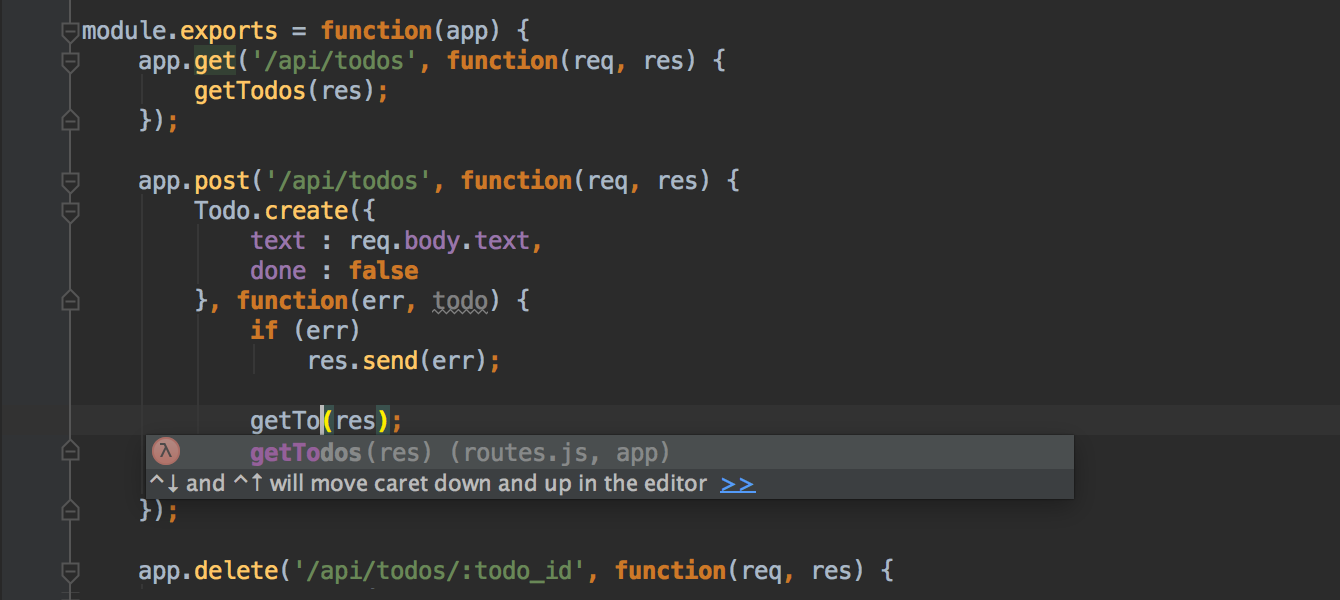 module.exports = function(app) {
app.get('/api/todos', function(req, res) {
getTodos(res);
});
app.post('/api/todos', function(req, res) {
Todo.create({
text : req.body.text,
done : false
}, function(err, todo) {
if (err)
res.send(err);
getTo(res);
λ getTodos(res) (routes.js, app)
^↓ and ^↑ will move caret down and up in the editor >>
});
app.delete('/api/todos/:todo_id', function(req, res) {